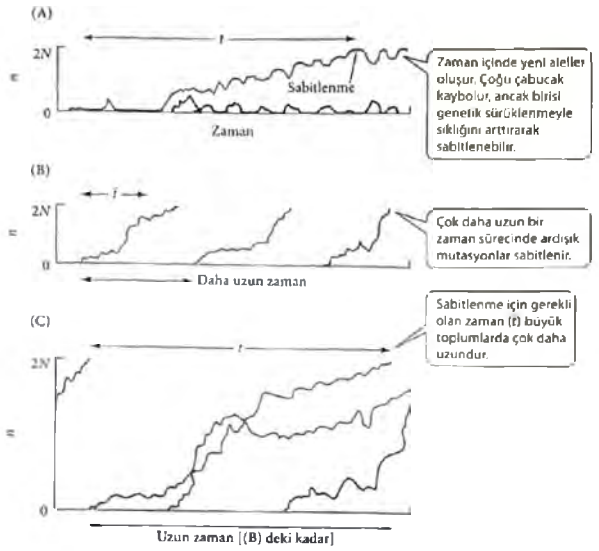 (A)
t
2N
n
0
Sabitlenme
Zaman
Zaman içinde yeni aleller
oluşur. Çoğu çabucak
kaybolur, ancak birisi
genetik sürüklenmeyle
sıklığını arttırarak
sabitlenebilir.
(B)
t̄
2N
n
0
Daha uzun zaman
Çok daha uzun bir
zaman sürecinde ardışık
mutasyonlar sabitlenir.
Sabitlenme için gerekli
olan zaman (t̄) büyük
toplumlarda çok daha
uzundur.
(C)
t
2N
n
0
Uzun zaman [(B) deki kadar]